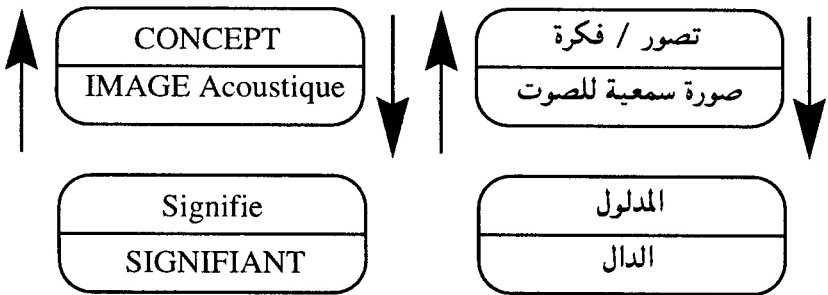 CONCEPT
IMAGE Acoustique
تصور / فكرة
صورة سمعية للصوت
Signifie
SIGNIFIANT
المدلول
الدال